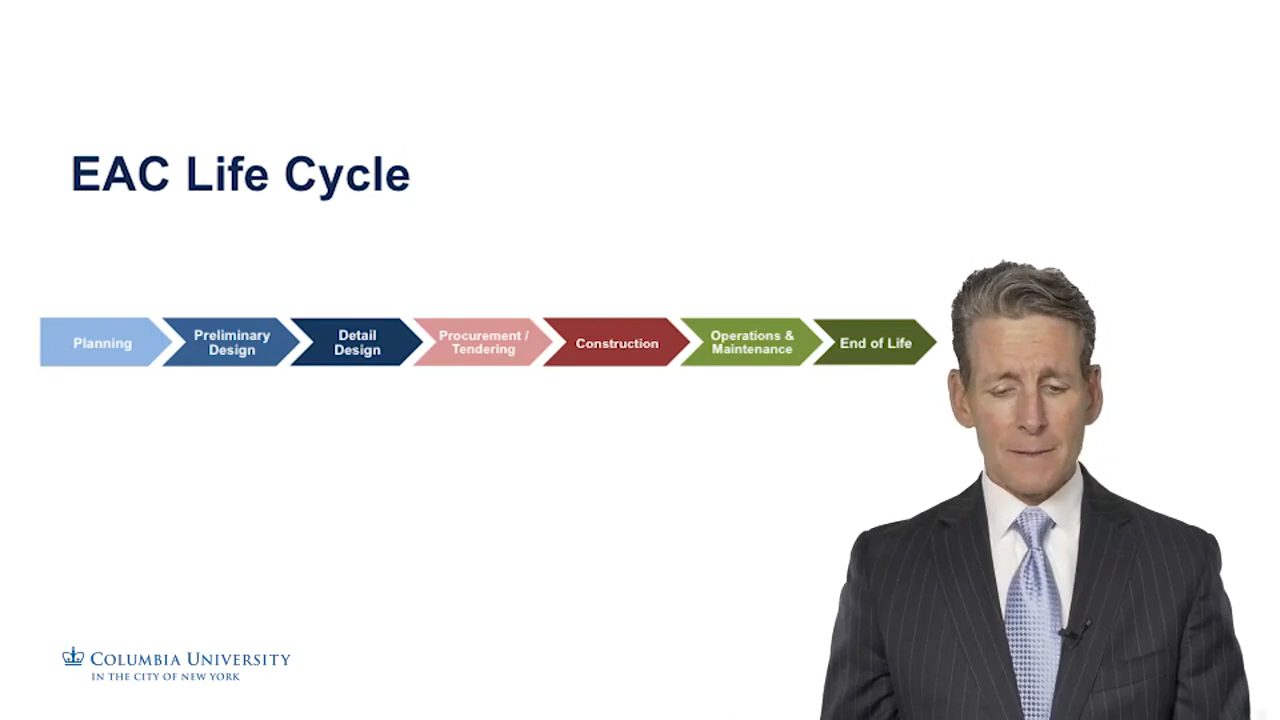 EAC Life Cycle
Planning
Preliminary
Design
Detail
Design
Procurement /
Tendering
Construction
Operations &
Maintenance
End of Life
COLUMBIA UNIVERSITY
IN THE CITY OF NEW YORK